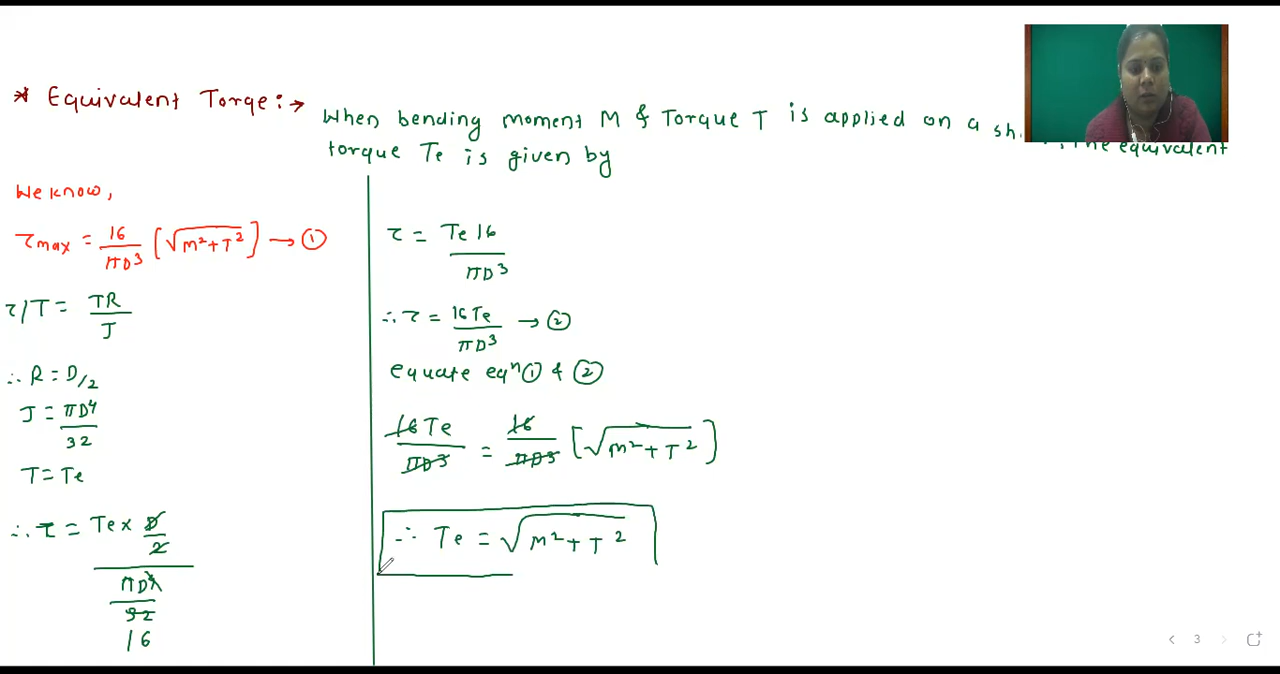 * Equivalent Torqe :→
When bending moment M & Torque T is applied on a sh , The equivalent
torque Te is given by
We know,
τmax = 16/πD³ [√M²+T²] → ①
τ/T = TR/J
∴ R = D/2
J = πD⁴/32
T = Te
∴ τ = Te × D/2 / πD⁴/32
16
τ = Te 16/πD³
∴ τ = 16Te/πD³ → ②
equate eqⁿ ① & ②
16Te/πD³ = 16/πD³ [√M²+T²]
∴ Te = √M²+T²
3